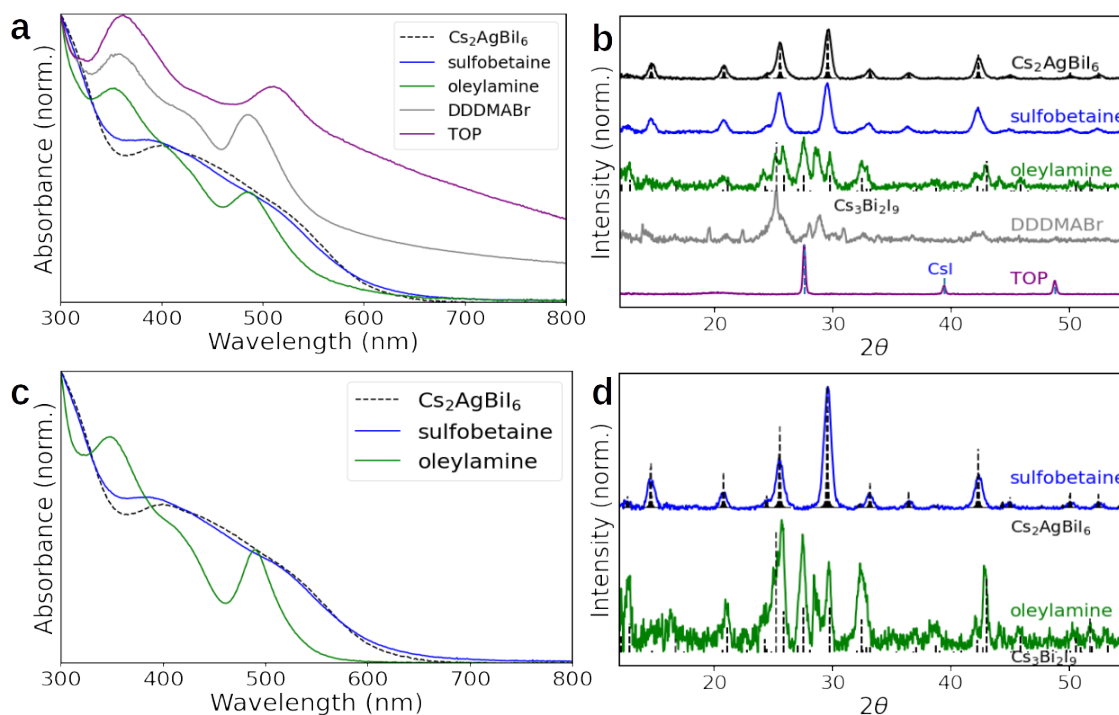 a
Absorbance (norm.)
Cs₂AgBiI₆
sulfobetaine
oleylamine
DDDMABr
TOP
300 400 500 600 700 800
Wavelength (nm)
b
Intensity (norm.)
Cs₂AgBiI₆
sulfobetaine
oleylamine
Cs₃Bi₂I₉
DDDMABr
CsI
TOP
20 30 40 50
2θ
c
Absorbance (norm.)
Cs₂AgBiI₆
sulfobetaine
oleylamine
300 400 500 600 700 800
Wavelength (nm)
d
Intensity (norm.)
sulfobetaine
Cs₂AgBiI₆
oleylamine
Cs₃Bi₂I₉
20 30 40 50
2θ